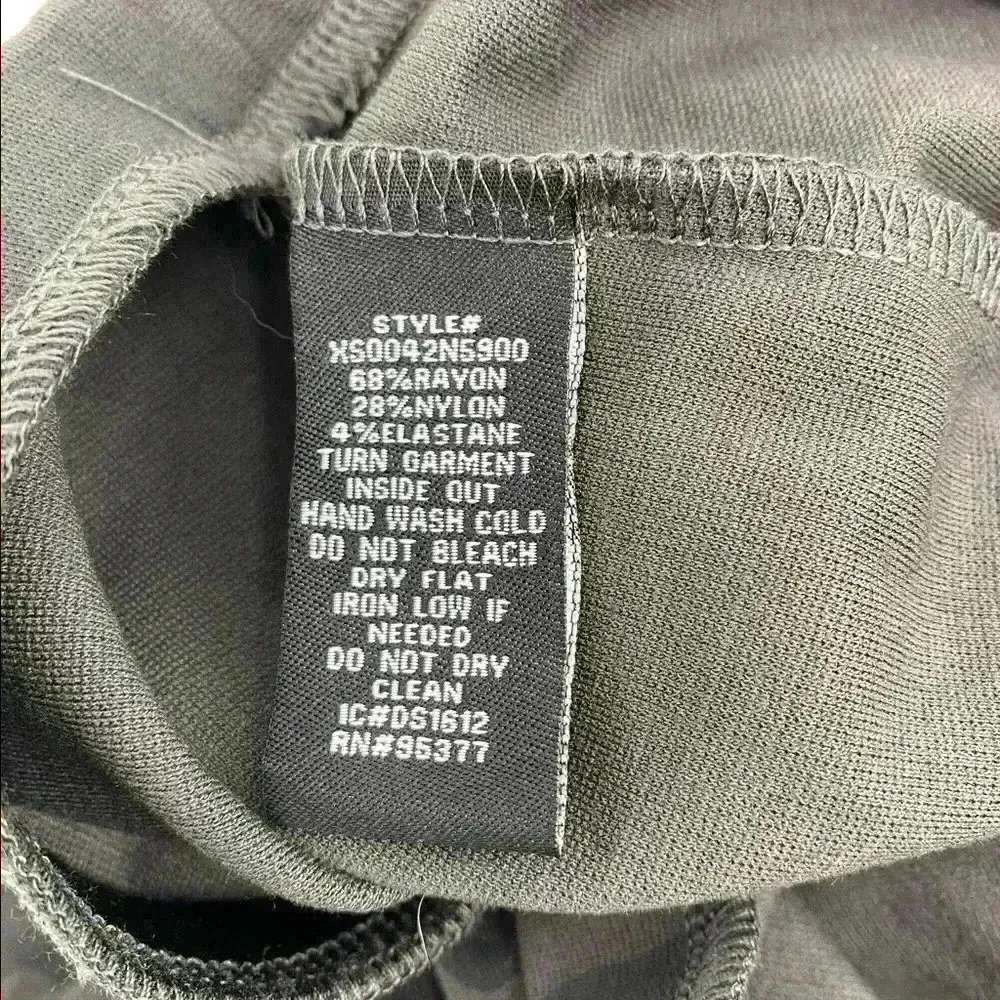 STYLE#
XS0042N5900
68%RAYON
28%NYLON
4%ELASTANE
TURN GARMENT
INSIDE OUT
HAND WASH COLD
DO NOT BLEACH
DRY FLAT
IRON LOW IF
NEEDED
DO NOT DRY
CLEAN
IC#DS1612
RN#95377